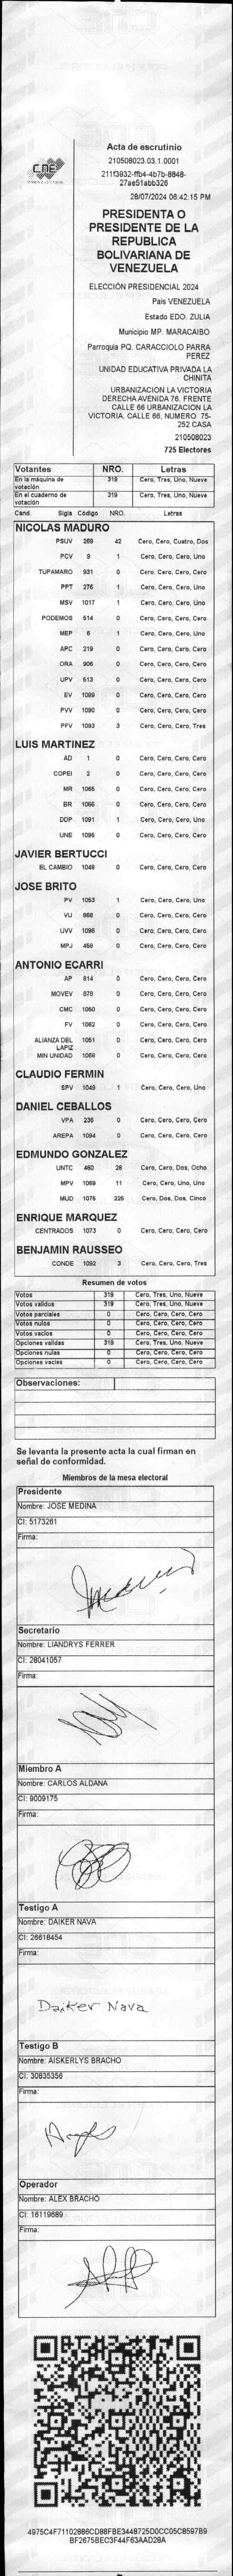 CNE
Acta de escrutinio
210508023.03.1.0001
211f3932-ffb4-4b7b-8848-
27ae51abb326
28/07/2024 06:42:15 PM
PRESIDENTA O
PRESIDENTE DE LA
REPUBLICA
BOLIVARIANA DE
VENEZUELA
ELECCIÓN PRESIDENCIAL 2024
Pais VENEZUELA
Estado EDO. ZULIA
Municipio MP. MARACAIBO
Parroquia PQ. CARACCIOLO PARRA
PEREZ
UNIDAD EDUCATIVA PRIVADA LA
CHINITA
URBANIZACION LA VICTORIA
DERECHA AVENIDA 76. FRENTE
CALLE 66 URBANIZACION LA
VICTORIA. CALLE 66, NUMERO 75-
252 CASA
210508023
725 Electores
Votantes NRO. Letras
En la máquina de votación 319 Cero, Tres, Uno, Nueve
En el cuaderno de votación 319 Cero, Tres, Uno, Nueve
Cand. Sigla Código NRO. Letras
NICOLAS MADURO
PSUV 269 42 Cero, Cero, Cuatro, Dos
PCV 9 1 Cero, Cero, Cero, Uno
TUPAMARO 931 0 Cero, Cero, Cero, Cero
PPT 276 1 Cero, Cero, Cero, Uno
MSV 1017 1 Cero, Cero, Cero, Uno
PODEMOS 514 0 Cero, Cero, Cero, Cero
MEP 6 1 Cero, Cero, Cero, Uno
APC 219 0 Cero, Cero, Cero, Cero
ORA 906 0 Cero, Cero, Cero, Cero
UPV 513 0 Cero, Cero, Cero, Cero
EV 1089 0 Cero, Cero, Cero, Cero
PVV 1090 0 Cero, Cero, Cero, Cero
PFV 1093 3 Cero, Cero, Cero, Tres
LUIS MARTINEZ
AD 1 0 Cero, Cero, Cero, Cero
COPEI 2 0 Cero, Cero, Cero, Cero
MR 1065 0 Cero, Cero, Cero, Cero
BR 1066 0 Cero, Cero, Cero, Cero
DDP 1091 1 Cero, Cero, Cero, Uno
UNE 1095 0 Cero, Cero, Cero, Cero
JAVIER BERTUCCI
EL CAMBIO 1048 0 Cero, Cero, Cero, Cero
JOSE BRITO
PV 1053 1 Cero, Cero, Cero, Uno
VU 868 0 Cero, Cero, Cero, Cero
UVV 1096 0 Cero, Cero, Cero, Cero
MPJ 458 0 Cero, Cero, Cero, Cero
ANTONIO ECARRI
AP 814 0 Cero, Cero, Cero, Cero
MOVEV 878 0 Cero, Cero, Cero, Cero
CMC 1050 0 Cero, Cero, Cero, Cero
FV 1062 0 Cero, Cero, Cero, Cero
ALIANZA DEL LAPIZ 1051 0 Cero, Cero, Cero, Cero
MIN UNIDAD 1068 0 Cero, Cero, Cero, Cero
CLAUDIO FERMIN
SPV 1049 1 Cero, Cero, Cero, Uno
DANIEL CEBALLOS
VPA 236 0 Cero, Cero, Cero, Cero
AREPA 1094 0 Cero, Cero, Cero, Cero
EDMUNDO GONZALEZ
UNTC 460 28 Cero, Cero, Dos, Ocho
MPV 1069 11 Cero, Cero, Uno, Uno
MUD 1075 225 Cero, Dos, Dos, Cinco
ENRIQUE MARQUEZ
CENTRADOS 1073 0 Cero, Cero, Cero, Cero
BENJAMIN RAUSSEO
CONDE 1092 3 Cero, Cero, Cero, Tres
Resumen de votos
Votos 319 Cero, Tres, Uno, Nueve
Votos validos 319 Cero, Tres, Uno, Nueve
Votos parciales 0 Cero, Cero, Cero, Cero
Votos nulos 0 Cero, Cero, Cero, Cero
Votos vacios 0 Cero, Cero, Cero, Cero
Opciones validas 319 Cero, Tres, Uno, Nueve
Opciones nulas 0 Cero, Cero, Cero, Cero
Opciones vacias 0 Cero, Cero, Cero, Cero
Observaciones:
Se levanta la presente acta la cual firman en
señal de conformidad.
Miembros de la mesa electoral
Presidente
Nombre: JOSE MEDINA
CI: 5173261
Firma:
Secretario
Nombre: LIANDRYS FERRER
CI: 28041057
Firma:
Miembro A
Nombre: CARLOS ALDANA
CI: 9009175
Firma:
Testigo A
Nombre: DAIKER NAVA
CI: 26618454
Firma:
Daiker Nava
Testigo B
Nombre: AISKERLYS BRACHO
CI: 30835356
Firma:
Operador
Nombre: ALEX BRACHO
CI: 16119689
Firma:
4975C4F71102886CD88FBE3448725D0CC05C8597B9
BF2675BEC3F44F63AAD28A